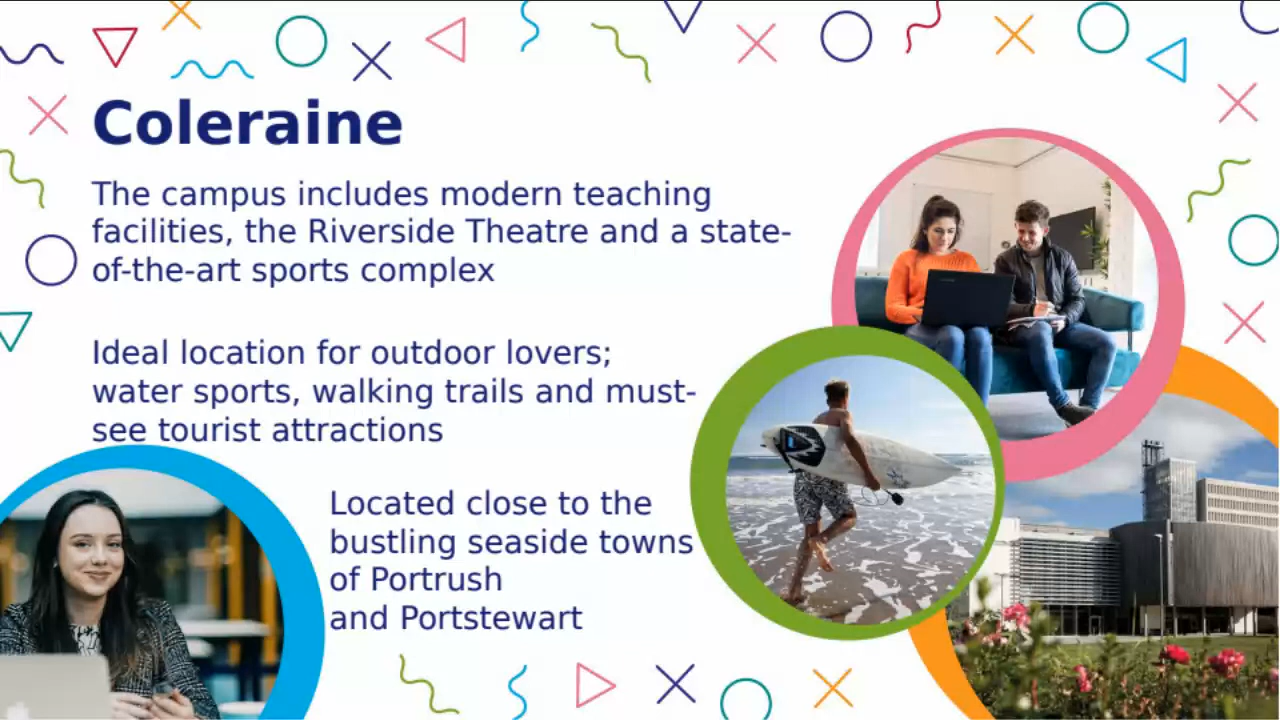 Coleraine
The campus includes modern teaching
facilities, the Riverside Theatre and a state-
of-the-art sports complex
Ideal location for outdoor lovers;
water sports, walking trails and must-
see tourist attractions
Located close to the
bustling seaside towns
of Portrush
and Portstewart